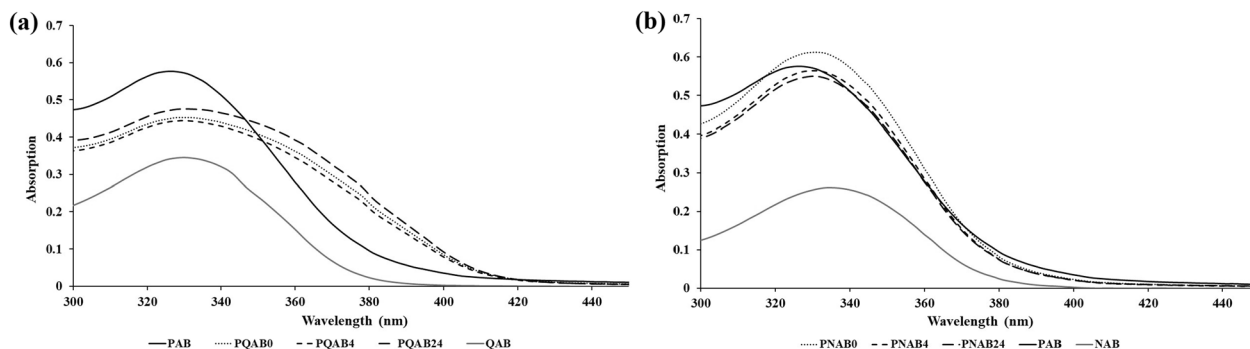 (a)
0.7
0.6
0.5
0.4
0.3
0.2
0.1
0
Absorption
300 320 340 360 380 400 420 440
Wavelength (nm)
PAB PQAB0 PQAB4 PQAB24 QAB
(b)
0.7
0.6
0.5
0.4
0.3
0.2
0.1
0
Absorption
300 320 340 360 380 400 420 440
Wavelength (nm)
PNAB0 PNAB4 PNAB24 PAB NAB